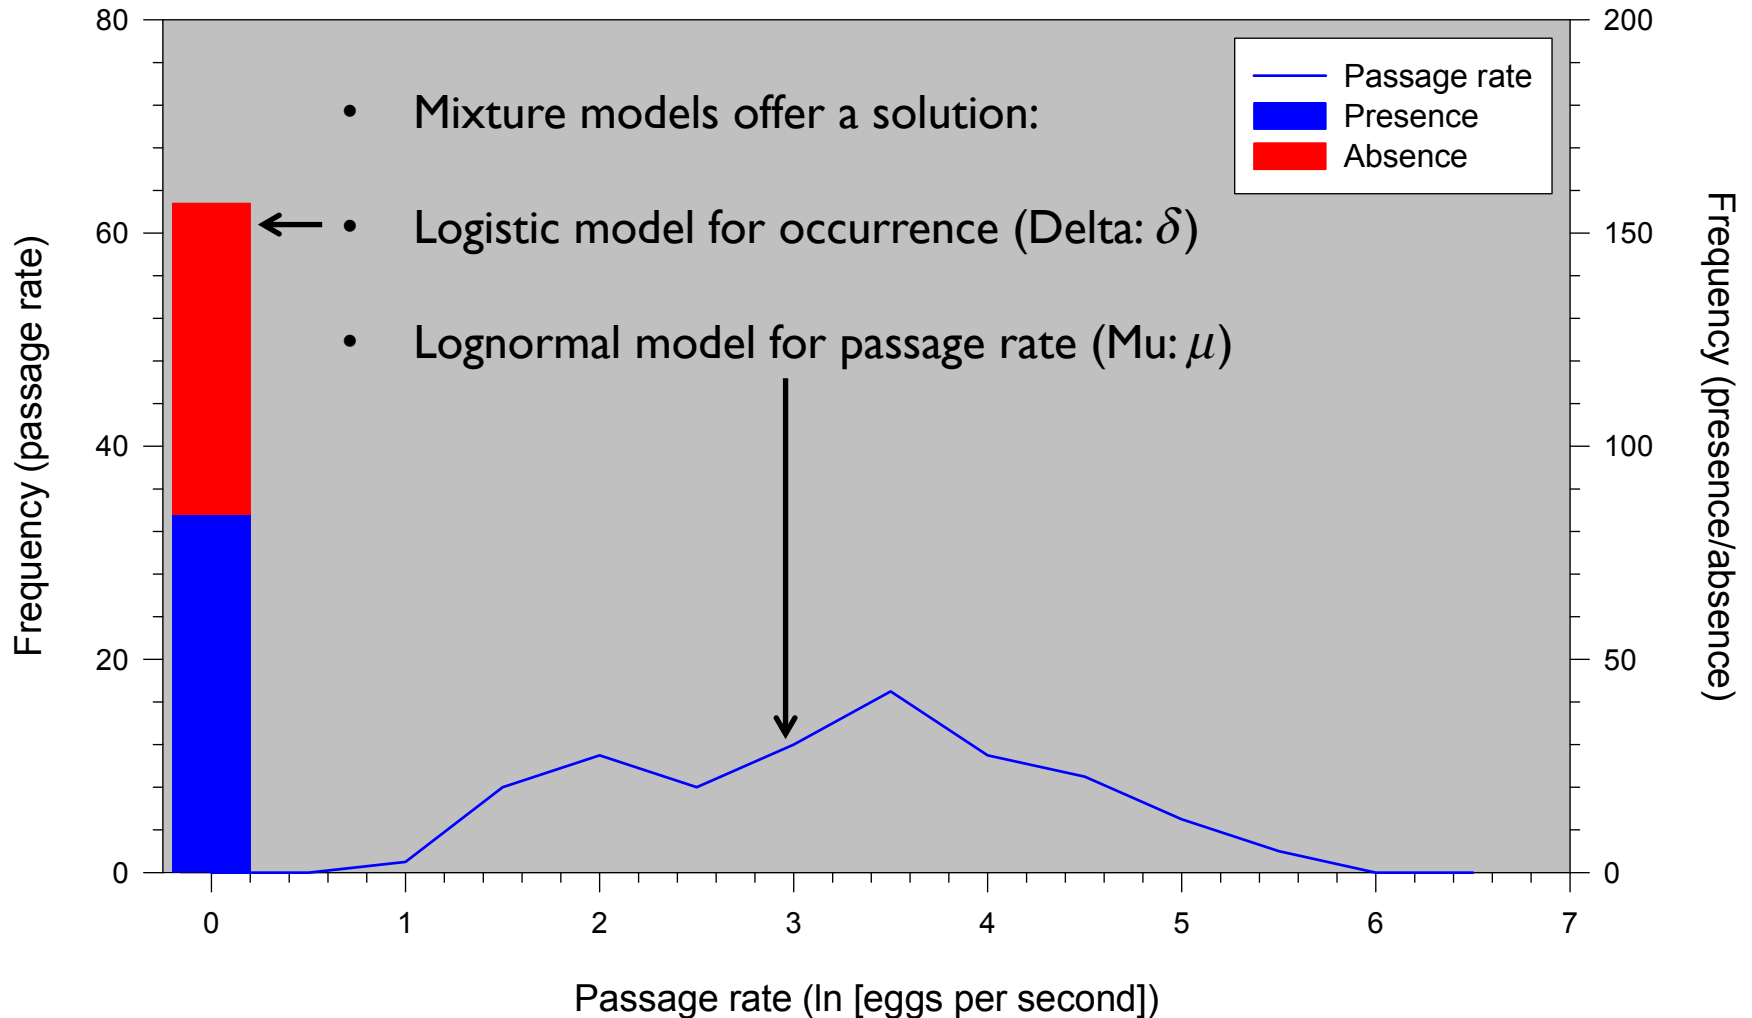 80
60
40
20
0
Frequency (passage rate)
• Mixture models offer a solution:
• Logistic model for occurrence (Delta: δ)
• Lognormal model for passage rate (Mu: μ)
Passage rate
Presence
Absence
200
150
100
50
0
Frequency (presence/absence)
0 1 2 3 4 5 6 7
Passage rate (ln [eggs per second])